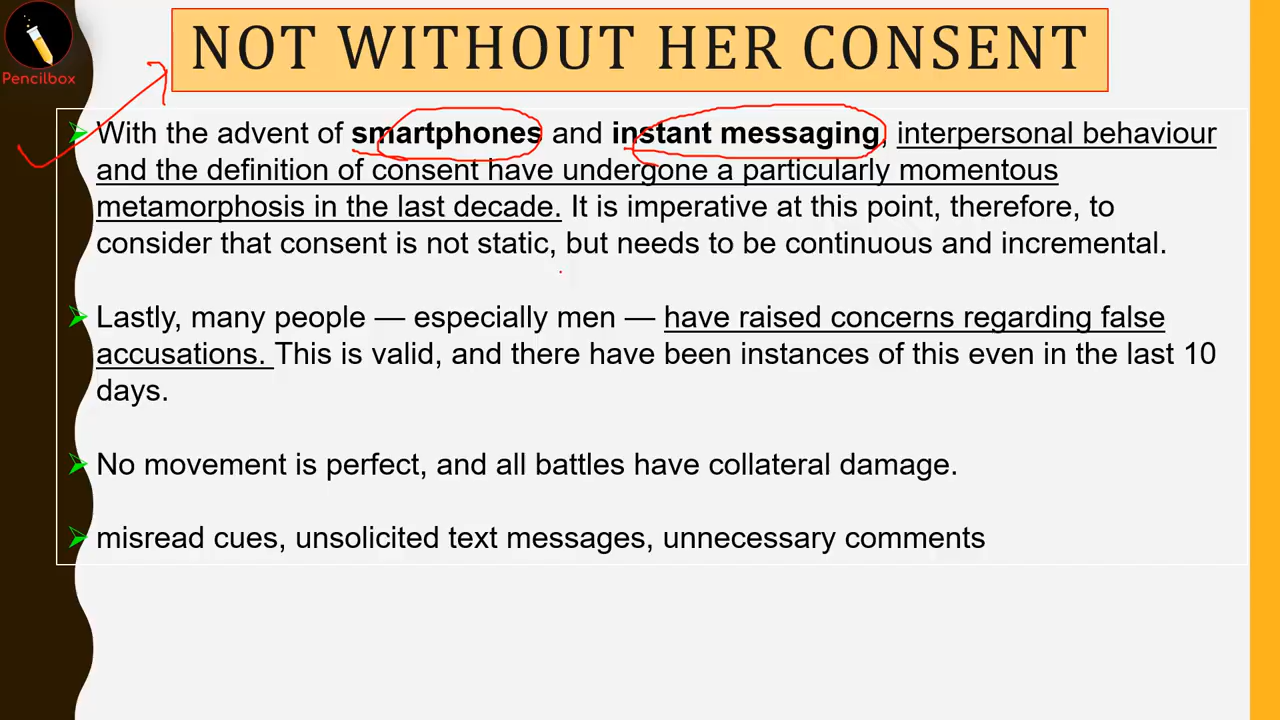 NOT WITHOUT HER CONSENT
Pencilbox
With the advent of smartphones and instant messaging, interpersonal behaviour
and the definition of consent have undergone a particularly momentous
metamorphosis in the last decade. It is imperative at this point, therefore, to
consider that consent is not static, but needs to be continuous and incremental.
Lastly, many people — especially men — have raised concerns regarding false
accusations. This is valid, and there have been instances of this even in the last 10
days.
No movement is perfect, and all battles have collateral damage.
misread cues, unsolicited text messages, unnecessary comments